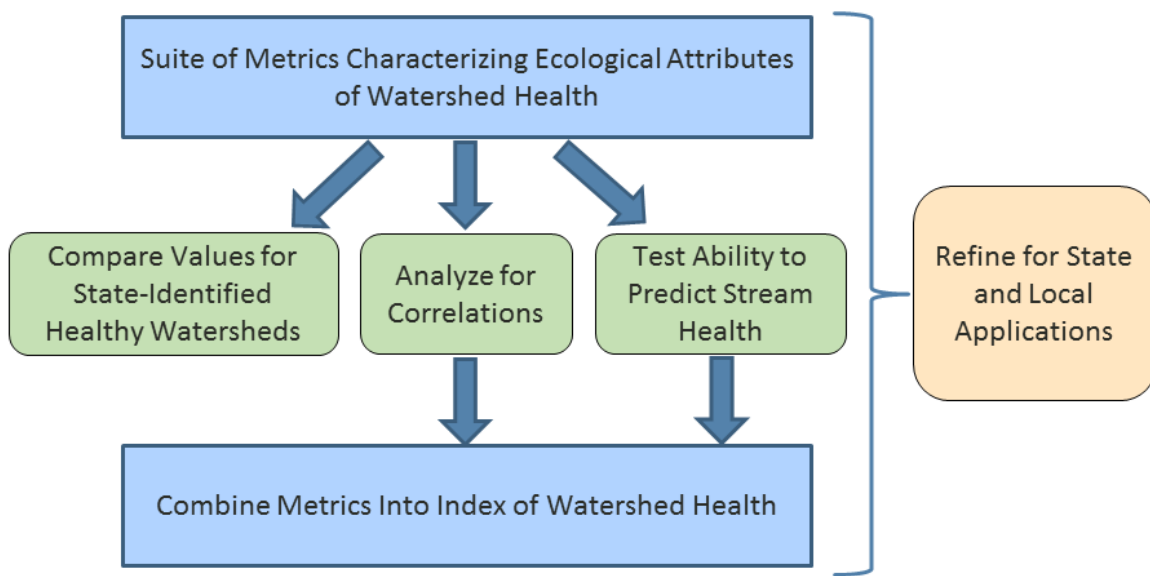 Suite of Metrics Characterizing Ecological Attributes
of Watershed Health
Compare Values for
State-Identified
Healthy Watersheds
Analyze for
Correlations
Test Ability to
Predict Stream
Health
Refine for State
and Local
Applications
Combine Metrics Into Index of Watershed Health